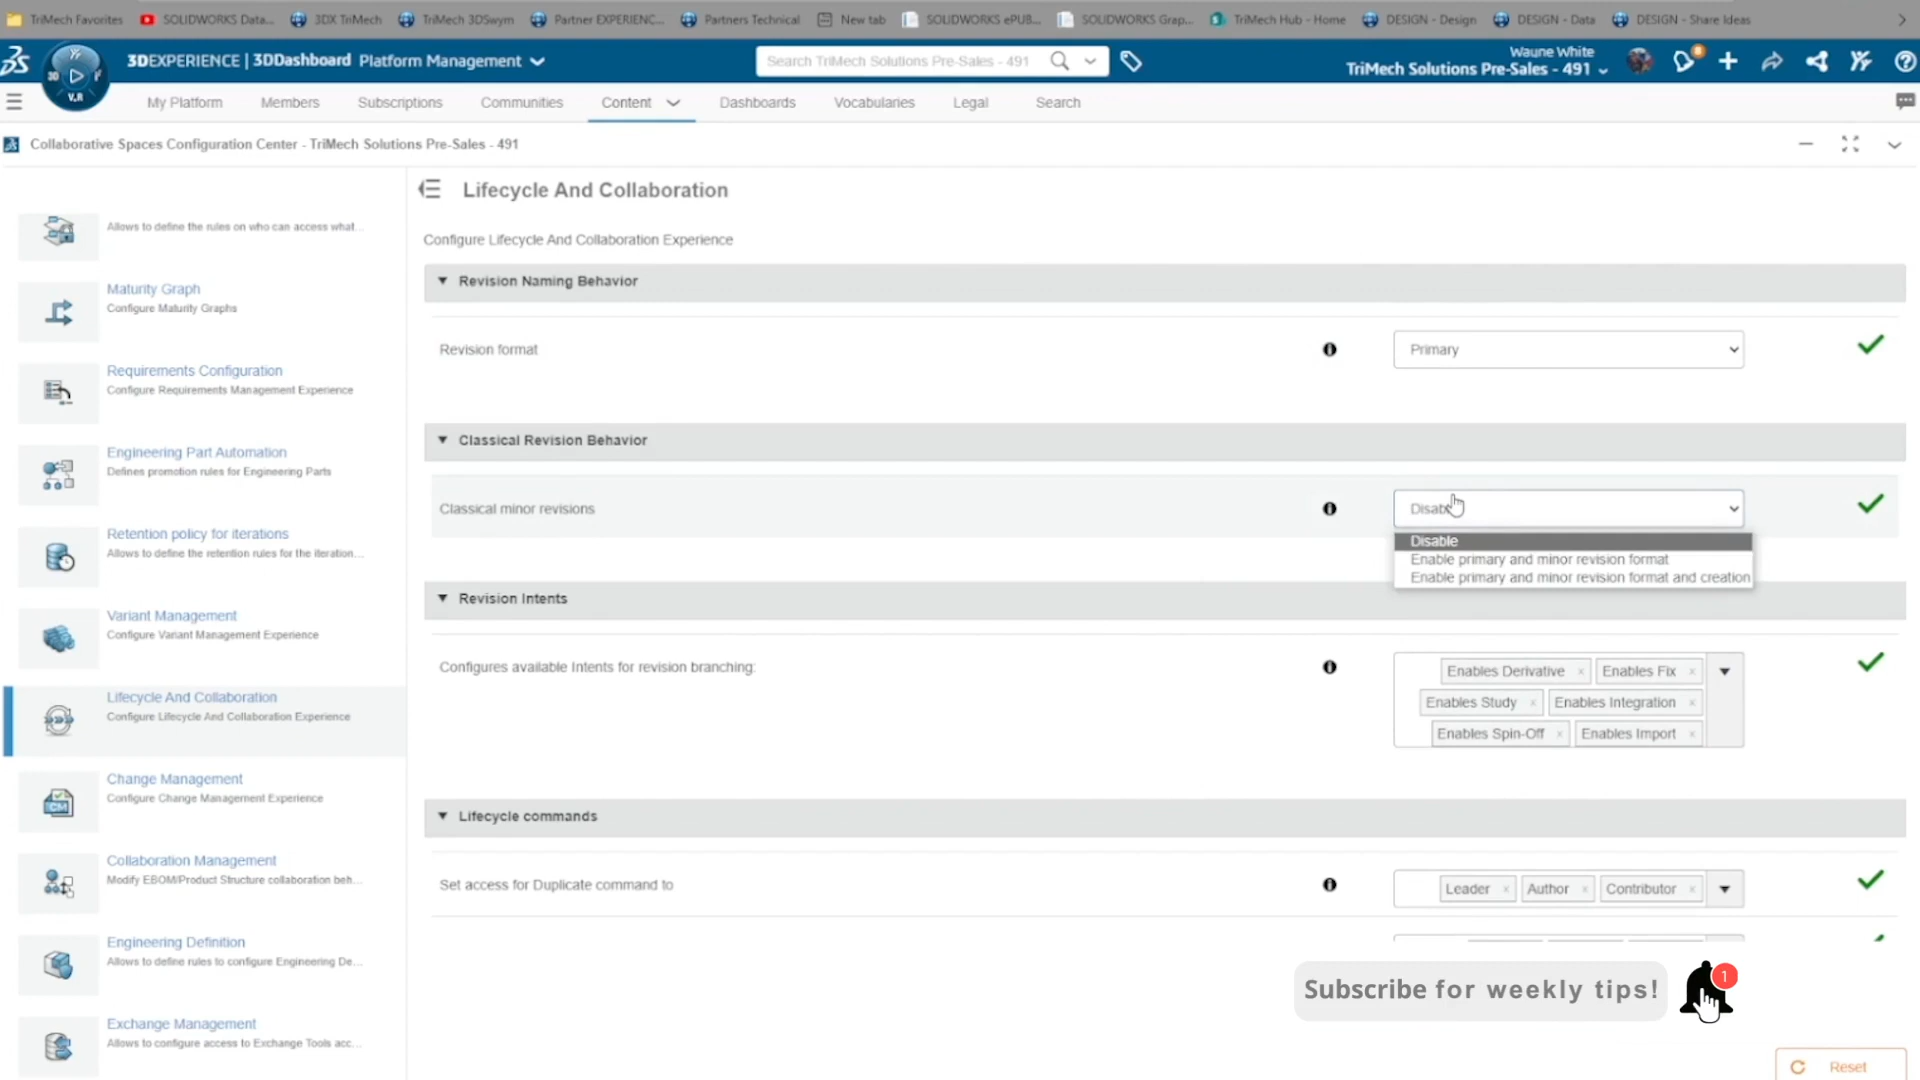 TriMech Favorites SOLIDWORKS Data... 3DX TriMech TriMech 3DSwym Partner EXPERIENC... Partners Technical New tab SOLIDWORKS ePUB... SOLIDWORKS Grap... TriMech Hub - Home DESIGN - Design DESIGN - Data DESIGN - Share Ideas
3D V.R 3DEXPERIENCE | 3DDashboard Platform Management Search TriMech Solutions Pre-Sales - 491 Waune White
TriMech Solutions Pre-Sales - 491
My Platform Members Subscriptions Communities Content Dashboards Vocabularies Legal Search
Collaborative Spaces Configuration Center - TriMech Solutions Pre-Sales - 491
Allows to define the rules on who can access what...
Maturity Graph
Configure Maturity Graphs
Requirements Configuration
Configure Requirements Management Experience
Engineering Part Automation
Defines promotion rules for Engineering Parts
Retention policy for iterations
Allows to define the retention rules for the iteration...
Variant Management
Configure Variant Management Experience
Lifecycle And Collaboration
Configure Lifecycle And Collaboration Experience
Change Management
Configure Change Management Experience
CM
Collaboration Management
Modify EBOM/Product Structure collaboration beh...
Engineering Definition
Allows to define rules to configure Engineering De...
Exchange Management
Allows to configure access to Exchange Tools acc...
Lifecycle And Collaboration
Configure Lifecycle And Collaboration Experience
Revision Naming Behavior
Revision format Primary
Classical Revision Behavior
Classical minor revisions
Disable
Enable primary and minor revision format
Enable primary and minor revision format and creation
Revision Intents
Configures available Intents for revision branching: Enables Derivative × Enables Fix ×
Enables Study × Enables Integration ×
Enables Spin-Off × Enables Import ×
Lifecycle commands
Set access for Duplicate command to Leader × Author × Contributor ×
Subscribe for weekly tips! 1
Reset